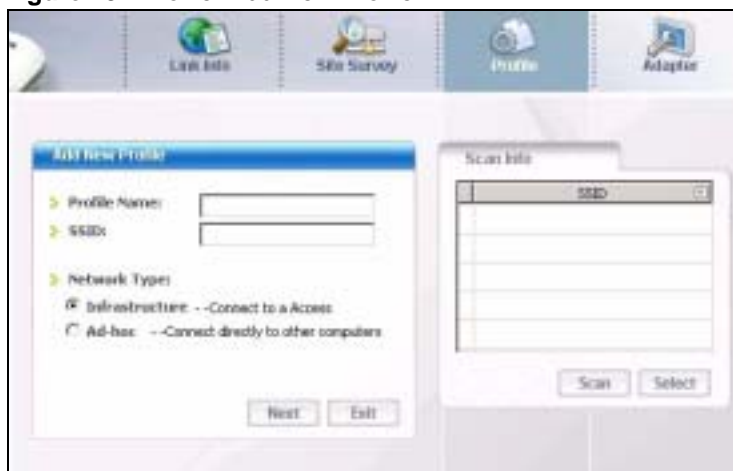 Link Info
Site Survey
Profile
Adapter
Add New Profile
Profile Name:
SSID:
Network Type:
Infrastructure --Connect to a Access
Ad-hoc --Connect directly to other computers
Next
Exit
Scan Info
SSID
Scan
Select